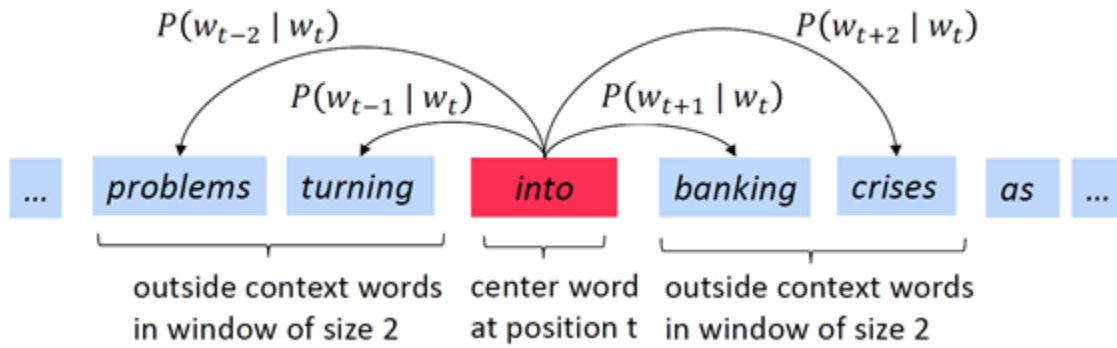 P(w_{t−2} | w_t)
P(w_{t+2} | w_t)
P(w_{t−1} | w_t)
P(w_{t+1} | w_t)
... problems turning into banking crises as ...
outside context words
in window of size 2
center word
at position t
outside context words
in window of size 2